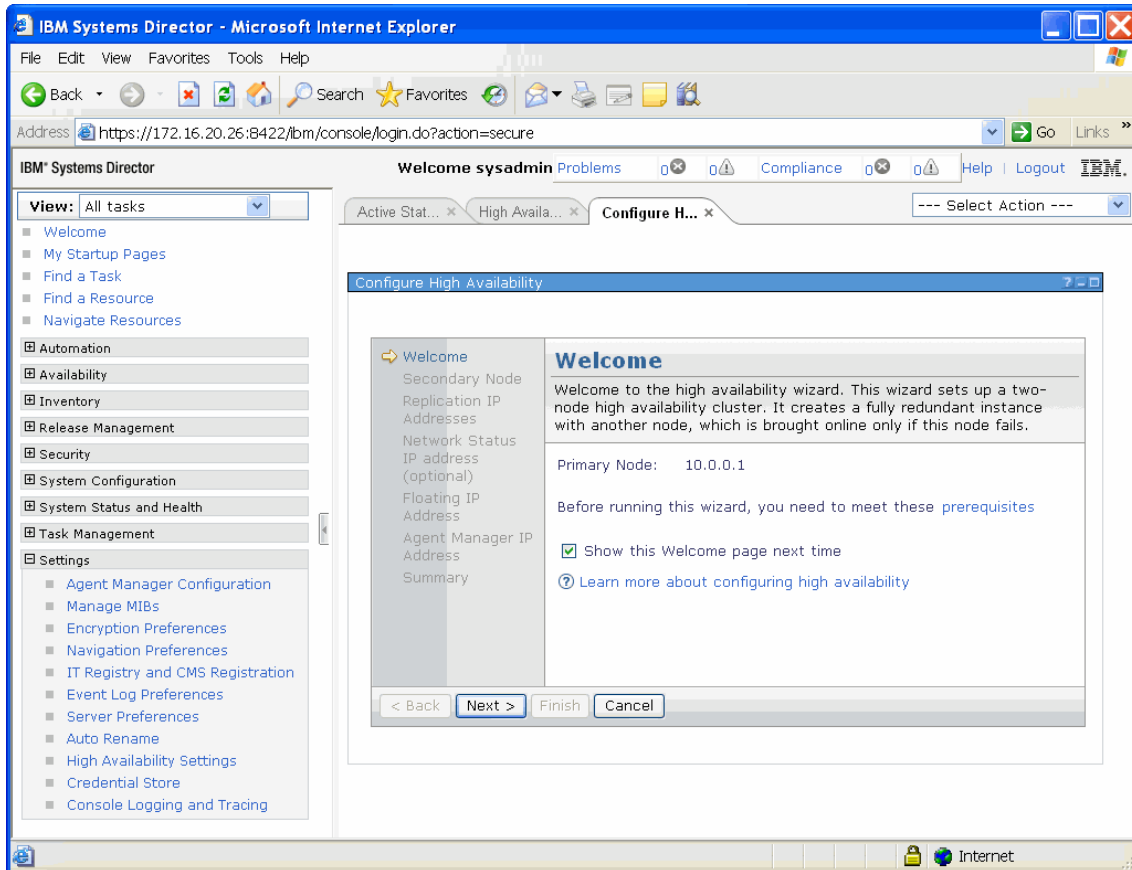 IBM Systems Director - Microsoft Internet Explorer
File Edit View Favorites Tools Help
Back Search Favorites
Address https://172.16.20.26:8422/ibm/console/login.do?action=secure Go Links »
IBM® Systems Director Welcome sysadmin Problems 0 0 Compliance 0 0 Help | Logout IBM.
View: All tasks
Active Stat... × High Availa... × Configure H... × --- Select Action ---
Welcome
My Startup Pages
Find a Task
Find a Resource
Navigate Resources
Automation
Availability
Inventory
Release Management
Security
System Configuration
System Status and Health
Task Management
Settings
Agent Manager Configuration
Manage MIBs
Encryption Preferences
Navigation Preferences
IT Registry and CMS Registration
Event Log Preferences
Server Preferences
Auto Rename
High Availability Settings
Credential Store
Console Logging and Tracing
Configure High Availability
Welcome
Secondary Node
Replication IP
Addresses
Network Status
IP address
(optional)
Floating IP
Address
Agent Manager IP
Address
Summary
Welcome
Welcome to the high availability wizard. This wizard sets up a two-
node high availability cluster. It creates a fully redundant instance
with another node, which is brought online only if this node fails.
Primary Node: 10.0.0.1
Before running this wizard, you need to meet these prerequisites
Show this Welcome page next time
? Learn more about configuring high availability
< Back Next > Finish Cancel
Internet